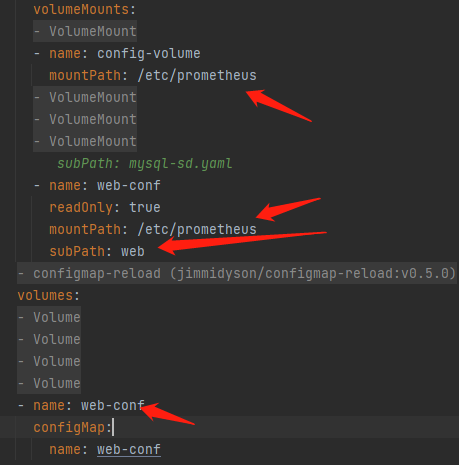 volumeMounts:
- VolumeMount
- name: config-volume
mountPath: /etc/prometheus
- VolumeMount
- VolumeMount
- VolumeMount
subPath: mysql-sd.yaml
- name: web-conf
readOnly: true
mountPath: /etc/prometheus
subPath: web
- configmap-reload (jimmidyson/configmap-reload:v0.5.0)
volumes:
- Volume
- Volume
- Volume
- Volume
- name: web-conf
configMap:
name: web-conf